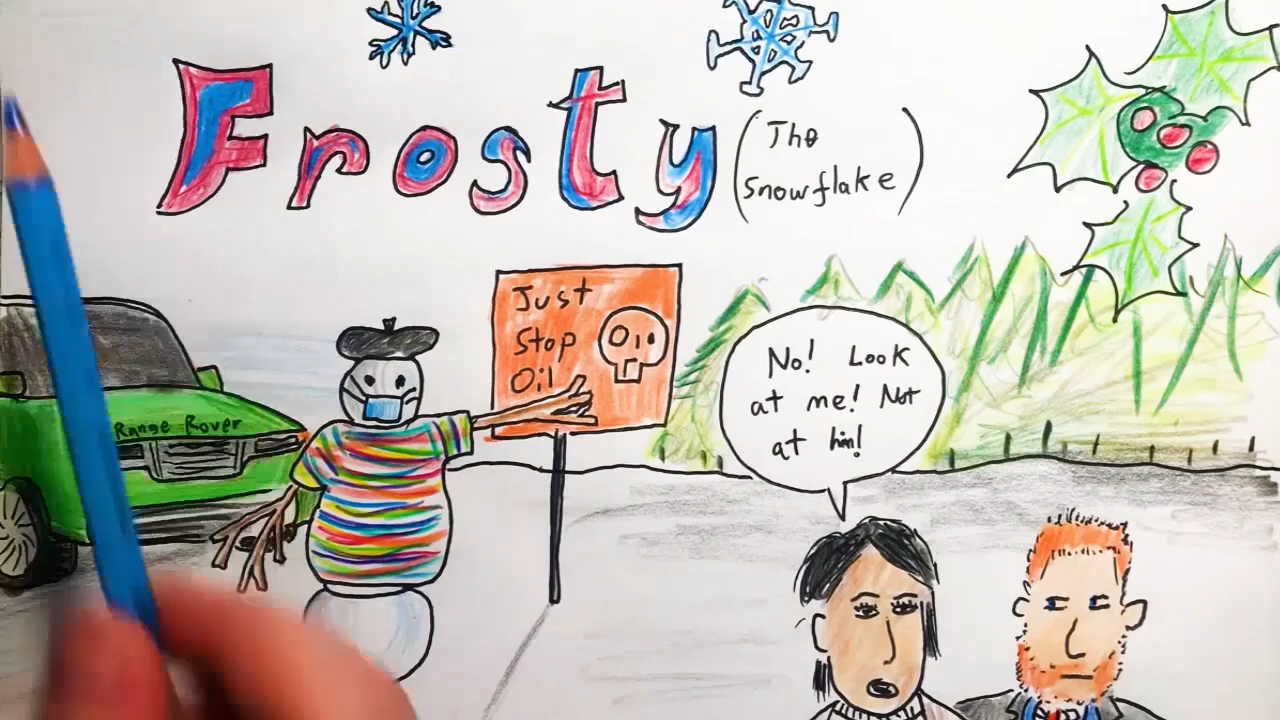 Frosty
(The
snowflake)
Just
Stop
Oil
No! Look
at me! Not
at him!
Range Rover